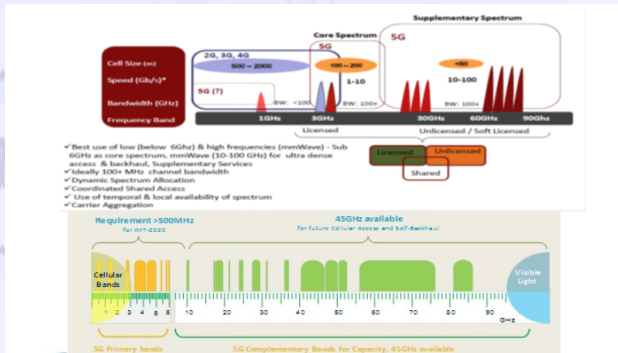 Supplementary Spectrum
Core Spectrum
2G, 3G, 4G
5G
5G
Cell Size (m)
500 – 2000
100 – 200
<50
Speed (Gb/s)*
1-10
10-100
5G (?)
Bandwidth (GHz)
BW: <100
BW: 100+
BW: 100+
Frequency Band
1GHz
3GHz
30GHz
60GHz
90GHz
Licensed
Unlicensed / Soft Licensed
Licensed
Unlicensed
Shared
✓Best use of low (below 6Ghz) & high frequencies (mmWave) - Sub
6GHz as core spectrum, mmWave (10-100 GHz) for ultra dense
access & backhaul, Supplementary Services
✓Ideally 100+ MHz channel bandwidth
✓Dynamic Spectrum Allocation
✓Coordinated Shared Access
✓ Use of temporal & local availability of spectrum
✓Carrier Aggregation
Requirement >500MHz
for IMT-2020
45GHz available
for future Cellular Access and Self-Backhaul
Cellular
Bands
Visible
Light
1 2 3 4 5 6
10 20 30 40 50 60 70 80 90
GHz
5G Primary bands
5G Complementary Bands for Capacity, 45GHz available